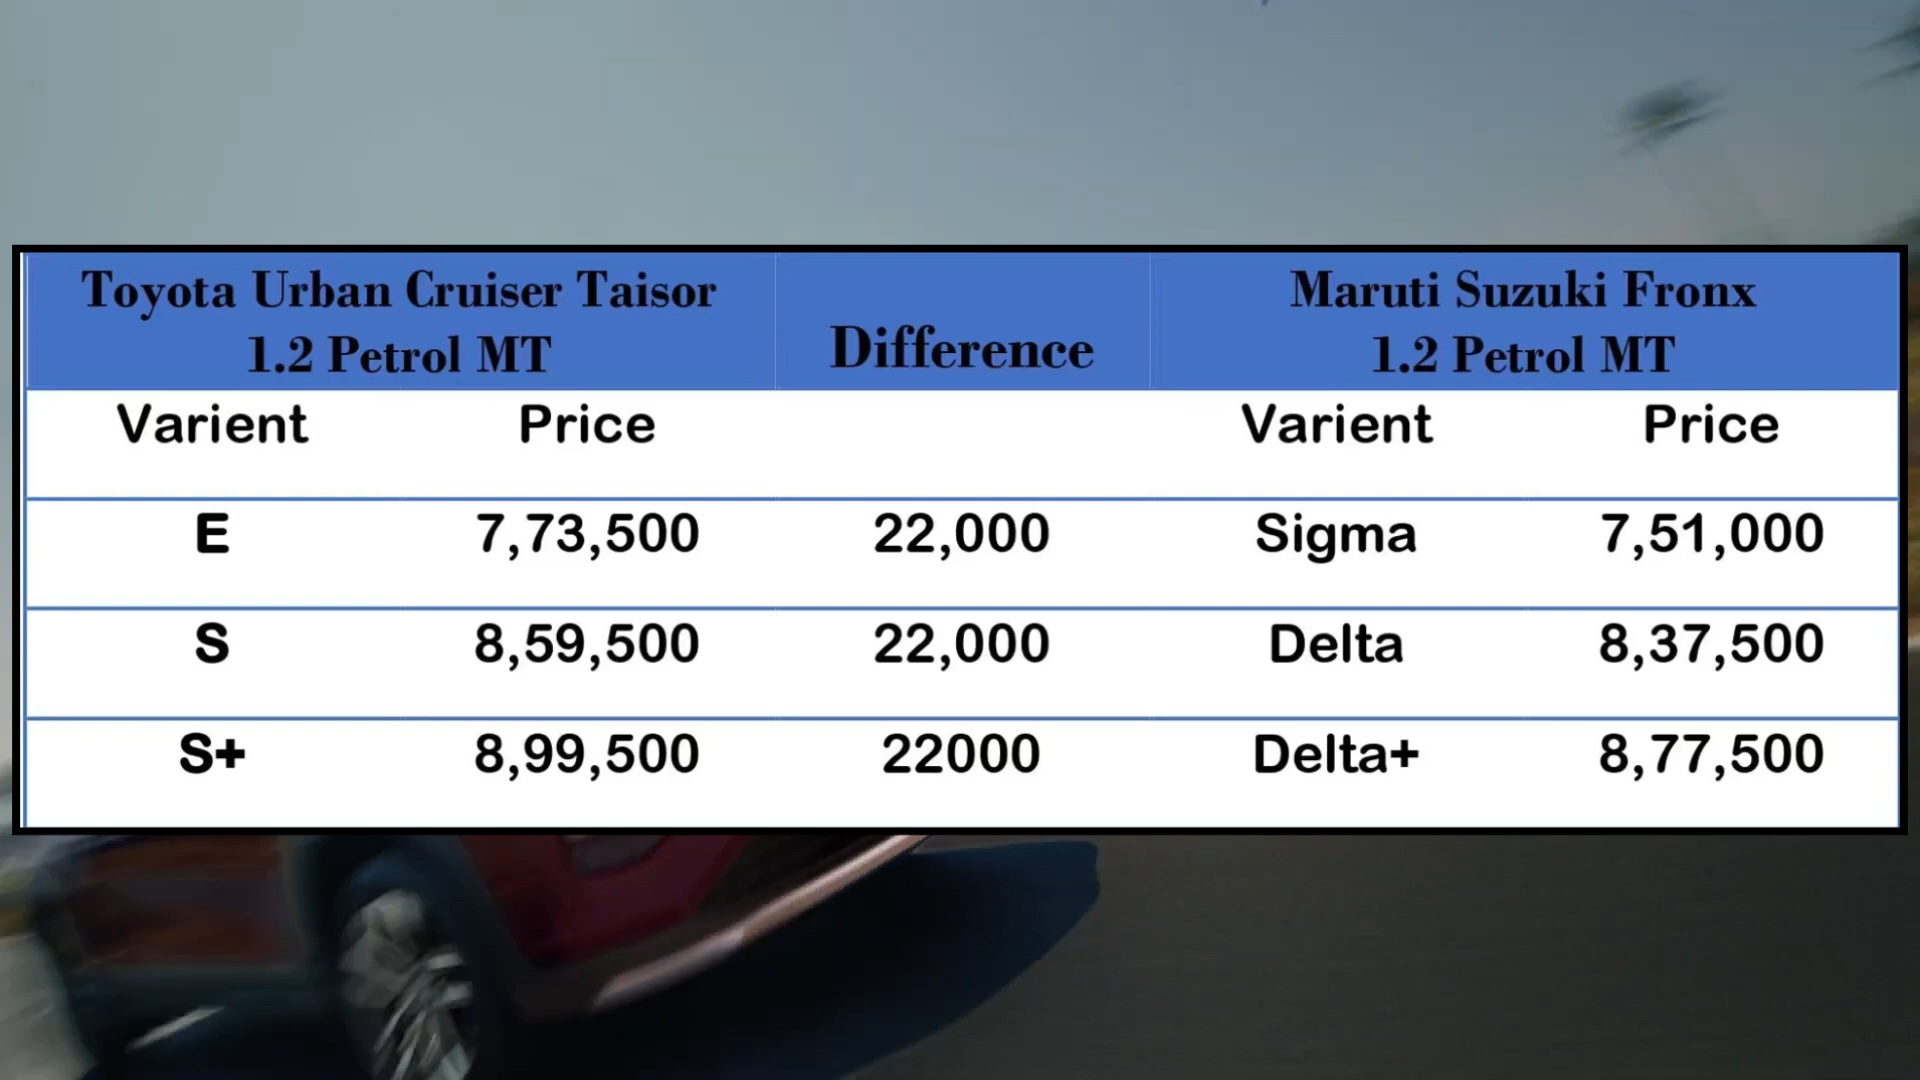 Toyota Urban Cruiser Taisor
1.2 Petrol MT
Difference
Maruti Suzuki Fronx
1.2 Petrol MT
Varient Price Varient Price
E 7,73,500 22,000 Sigma 7,51,000
S 8,59,500 22,000 Delta 8,37,500
S+ 8,99,500 22000 Delta+ 8,77,500